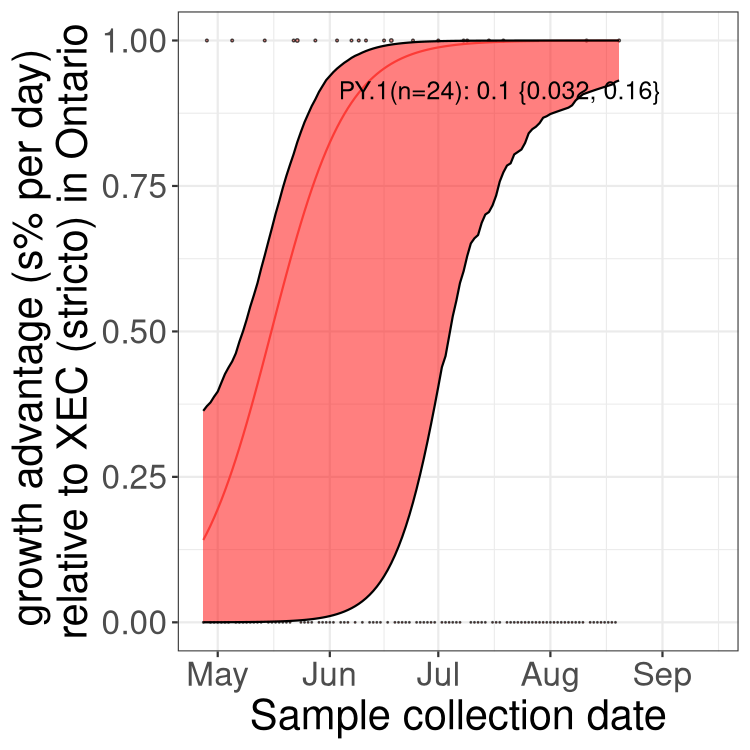 growth advantage (s% per day)
relative to XEC (stricto) in Ontario
1.00
0.75
0.50
0.25
0.00
PY.1(n=24): 0.1 {0.032, 0.16}
May Jun Jul Aug Sep
Sample collection date